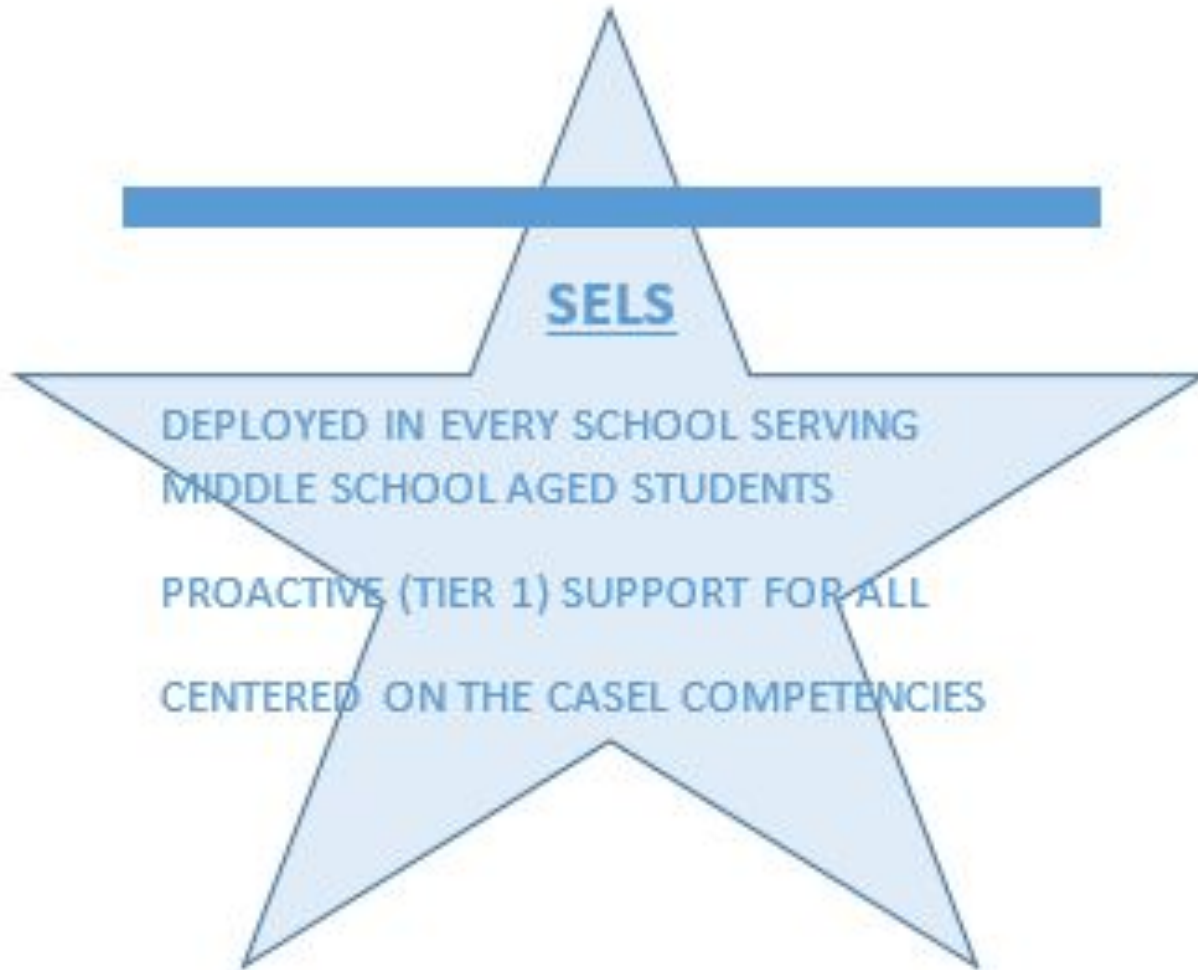 SELS
DEPLOYED IN EVERY SCHOOL SERVING
MIDDLE SCHOOL AGED STUDENTS
PROACTIVE (TIER 1) SUPPORT FOR ALL
CENTERED ON THE CASEL COMPETENCIES